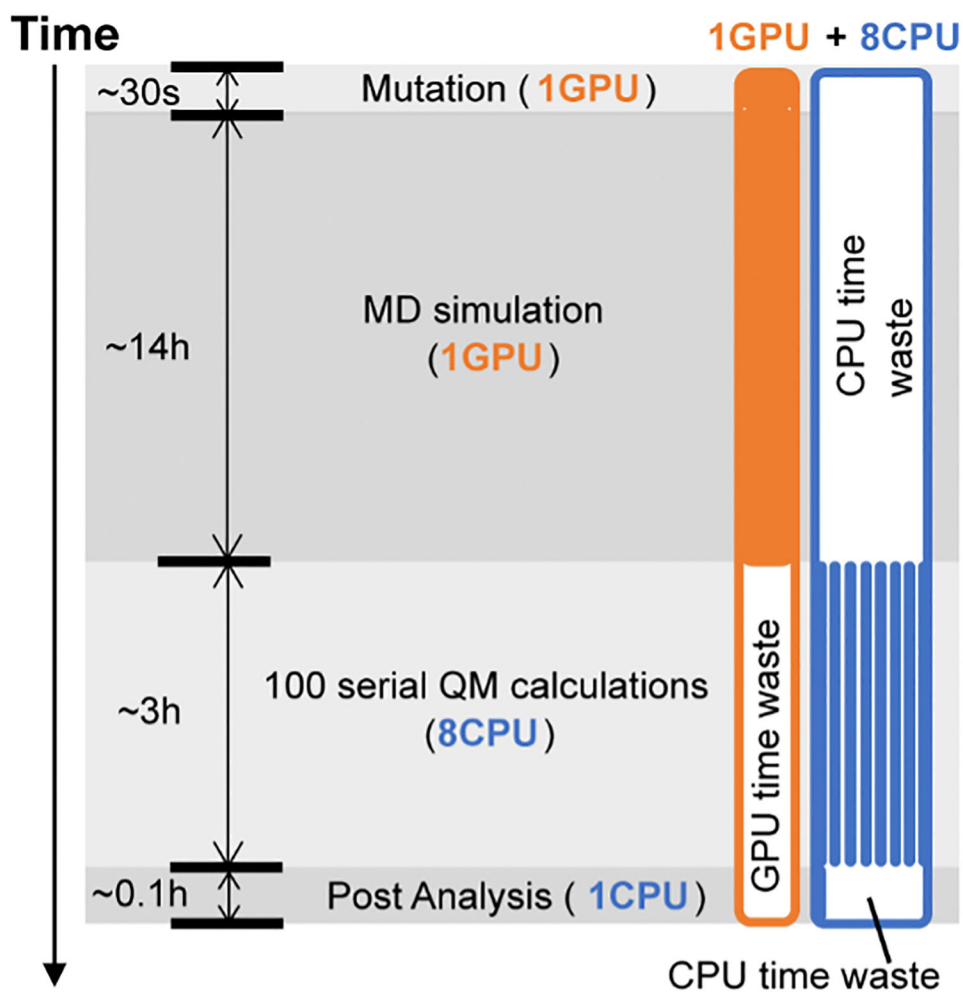 Time
1GPU + 8CPU
~30s
Mutation ( 1GPU )
~14h
MD simulation
(1GPU )
CPU time
waste
~3h
100 serial QM calculations
(8CPU )
GPU time waste
~0.1h
Post Analysis ( 1CPU )
CPU time waste